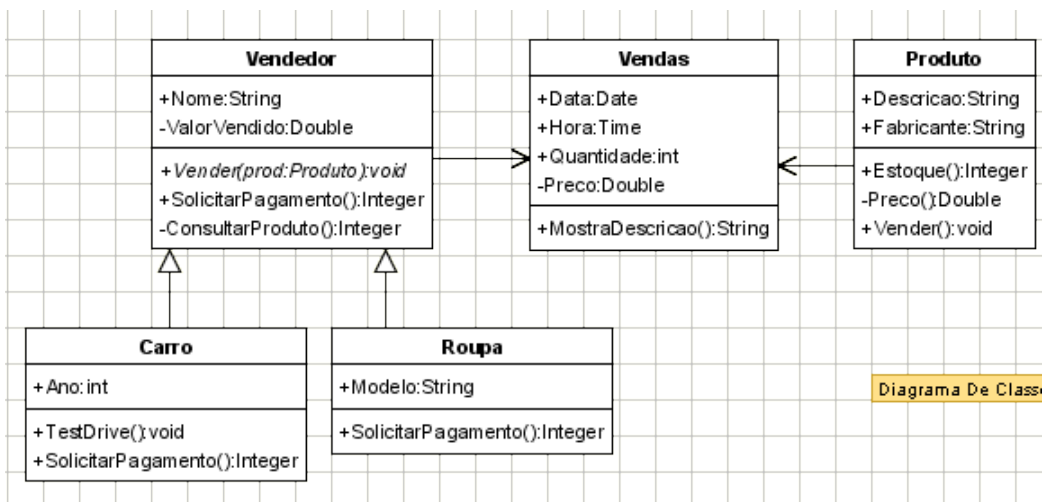 Vendedor
+Nome:String
-ValorVendido:Double
+Vender(prod:Produto):void
+SolicitarPagamento():Integer
-ConsultarProduto():Integer
Vendas
+Data:Date
+Hora:Time
+Quantidade:int
-Preco:Double
+MostraDescricao():String
Produto
+Descricao:String
+Fabricante:String
+Estoque():Integer
-Preco():Double
+Vender():void
Carro
+Ano:int
+TestDrive():void
+SolicitarPagamento():Integer
Roupa
+Modelo:String
+SolicitarPagamento():Integer
Diagrama De Classe